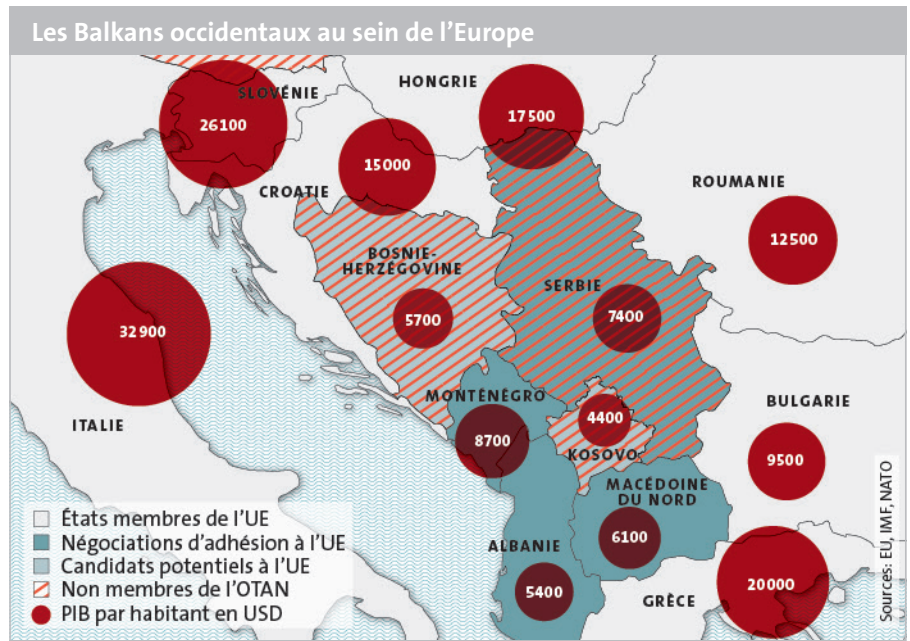 Les Balkans occidentaux au sein de l'Europe
SLOVÉNIE
26100
HONGRIE
17500
15000
CROATIE
ROUMANIE
12500
BOSNIE-
HERZÉGOVINE
5700
SERBIE
7400
32900
ITALIE
MONTÉNÉGRO
8700
4400
KOSOVO
BULGARIE
9500
MACÉDOINE
DU NORD
6100
ALBANIE
5400
GRÈCE
20000
États membres de l'UE
Négociations d'adhésion à l'UE
Candidats potentiels à l'UE
Non membres de l'OTAN
PIB par habitant en USD
Sources: EU, IMF, NATO